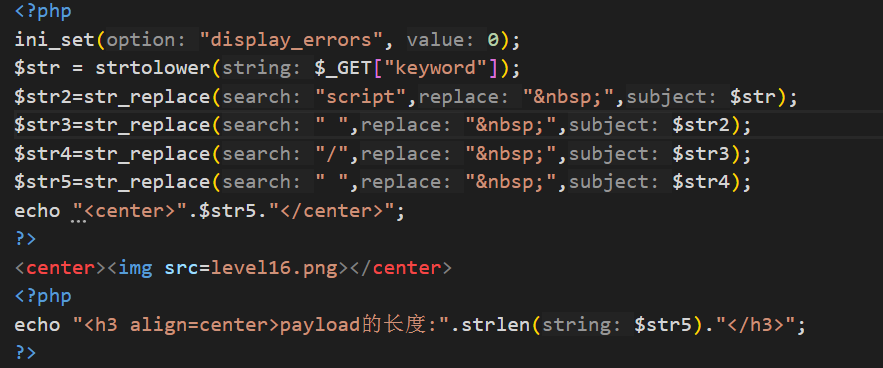 <?php
ini_set(option: "display_errors", value: 0);
$str = strtolower(string: $_GET["keyword"]);
$str2=str_replace(search: "script",replace: "&nbsp;",subject: $str);
$str3=str_replace(search: " ",replace: "&nbsp;",subject: $str2);
$str4=str_replace(search: "/",replace: "&nbsp;",subject: $str3);
$str5=str_replace(search: " ",replace: "&nbsp;",subject: $str4);
echo "<center>".$str5."</center>";
?>
<center><img src=level16.png></center>
<?php
echo "<h3 align=center>payload的长度:".strlen(string: $str5)."</h3>";
?>